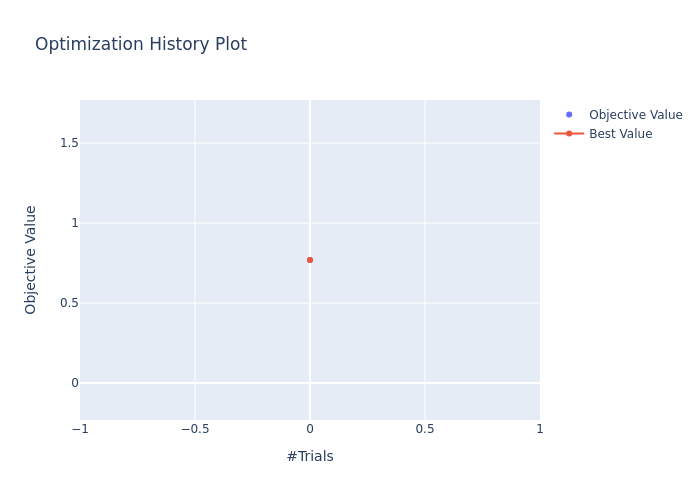 Optimization History Plot
Objective Value
Best Value
1.5
1
0.5
0
Objective Value
−1
−0.5
0
0.5
1
#Trials